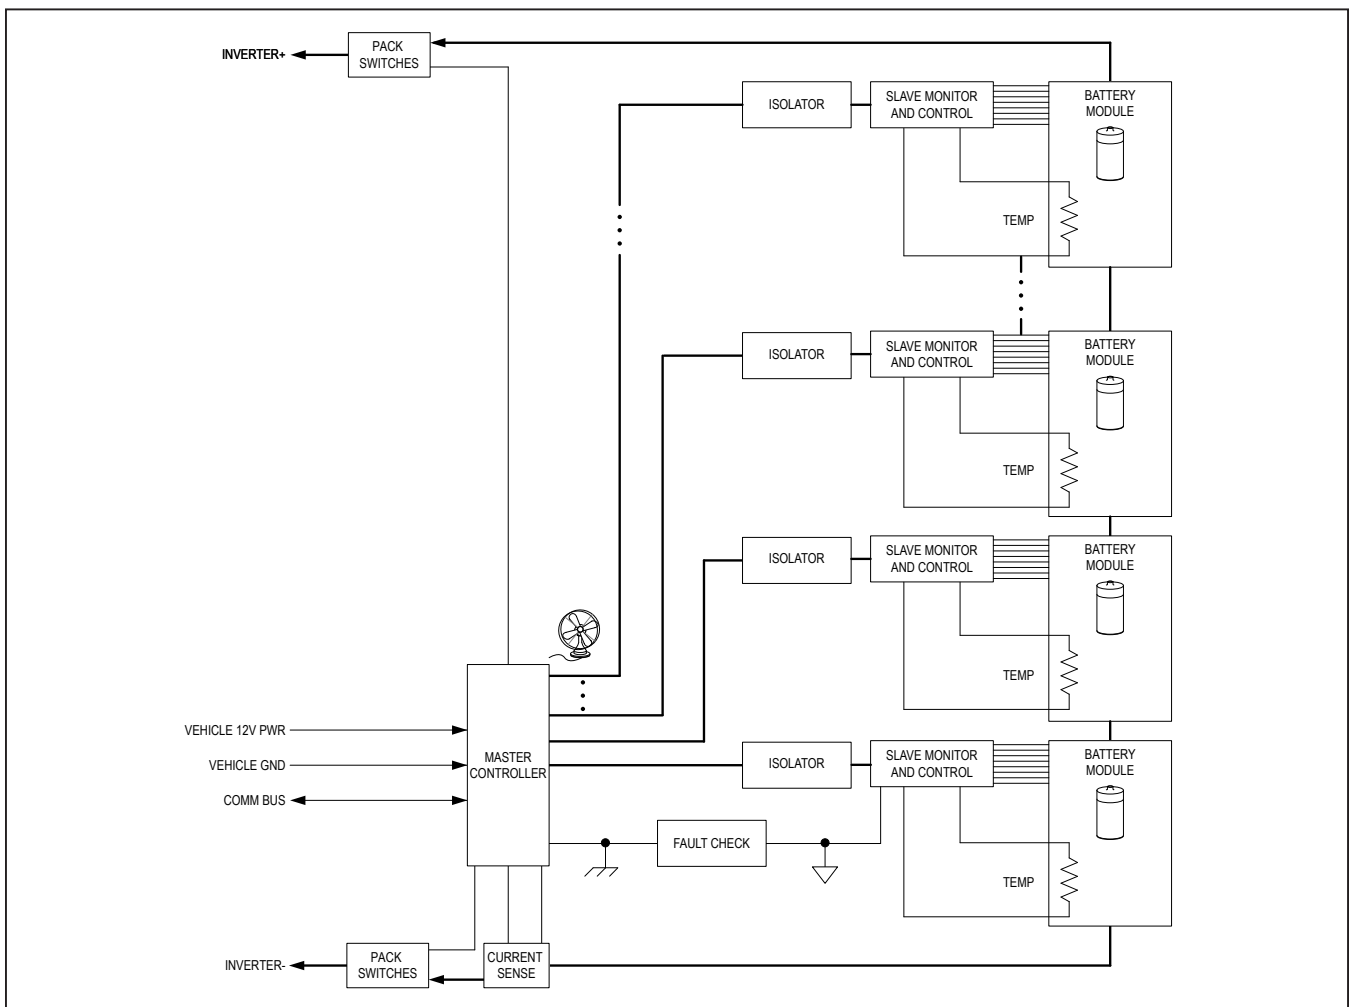 INVERTER+
PACK
SWITCHES
ISOLATOR
SLAVE MONITOR
AND CONTROL
BATTERY
MODULE
TEMP
ISOLATOR
SLAVE MONITOR
AND CONTROL
BATTERY
MODULE
TEMP
ISOLATOR
SLAVE MONITOR
AND CONTROL
BATTERY
MODULE
TEMP
VEHICLE 12V PWR
VEHICLE GND
COMM BUS
MASTER
CONTROLLER
ISOLATOR
SLAVE MONITOR
AND CONTROL
BATTERY
MODULE
FAULT CHECK
TEMP
INVERTER-
PACK
SWITCHES
CURRENT
SENSE